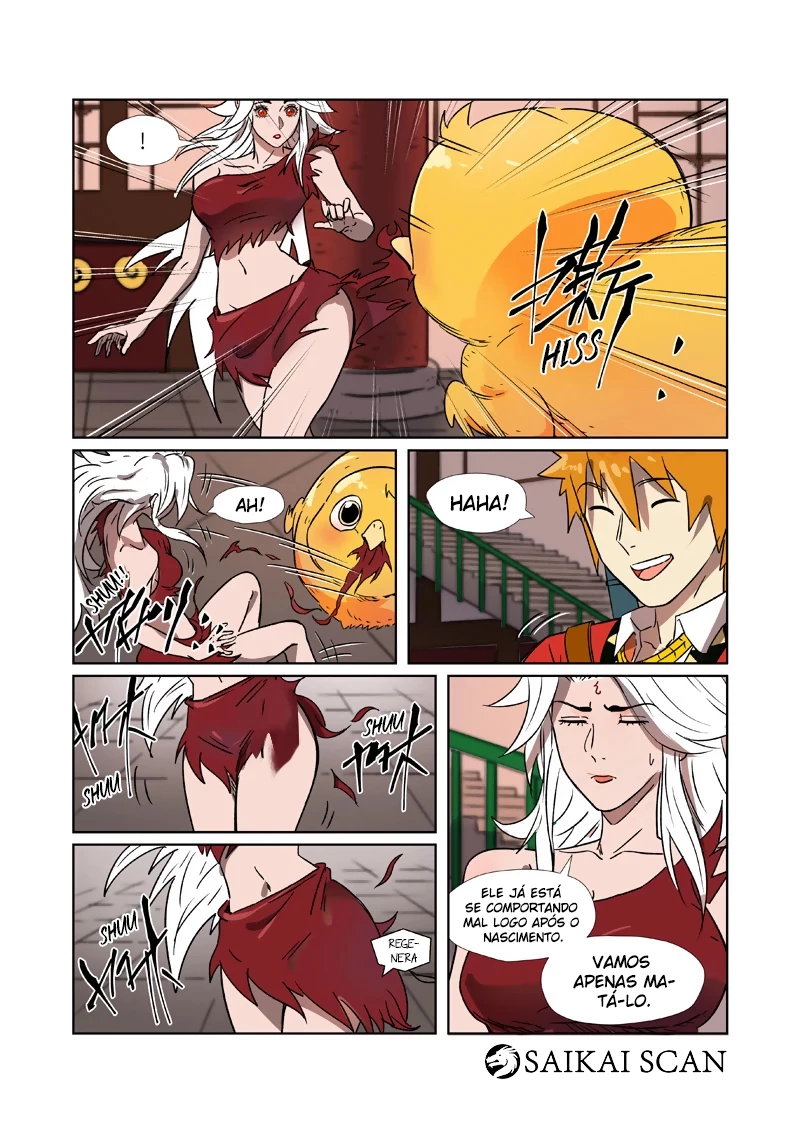 !
撕
HISS
AH!
SHUU!!
HAHA!
SHUU
SHUU
SHUU
REGE-
NERA
ELE JÁ ESTÁ
SE COMPORTANDO
MAL LOGO APÓS O
NASCIMENTO.
VAMOS
APENAS MA-
TÁ-LO.
SAIKAI SCAN